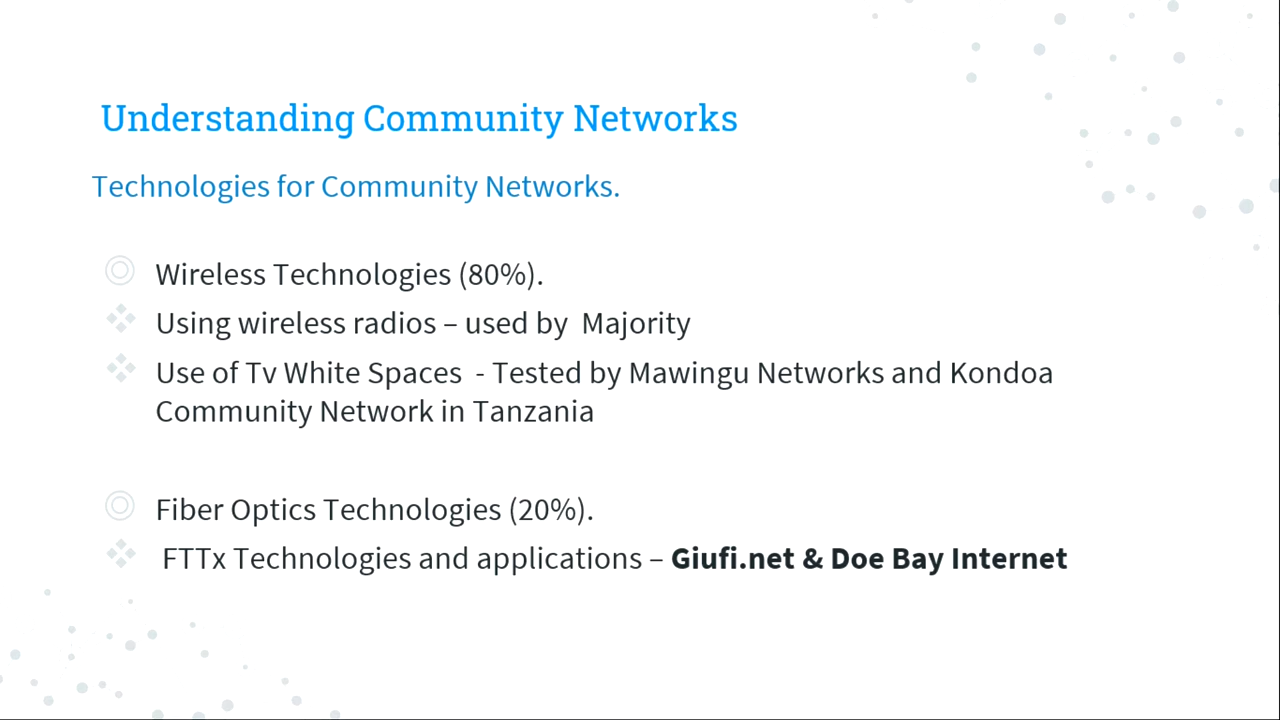 Understanding Community Networks
Technologies for Community Networks.
Wireless Technologies (80%).
Using wireless radios – used by  Majority
Use of Tv White Spaces  - Tested by Mawingu Networks and Kondoa
Community Network in Tanzania
Fiber Optics Technologies (20%).
FTTx Technologies and applications – Giufi.net & Doe Bay Internet